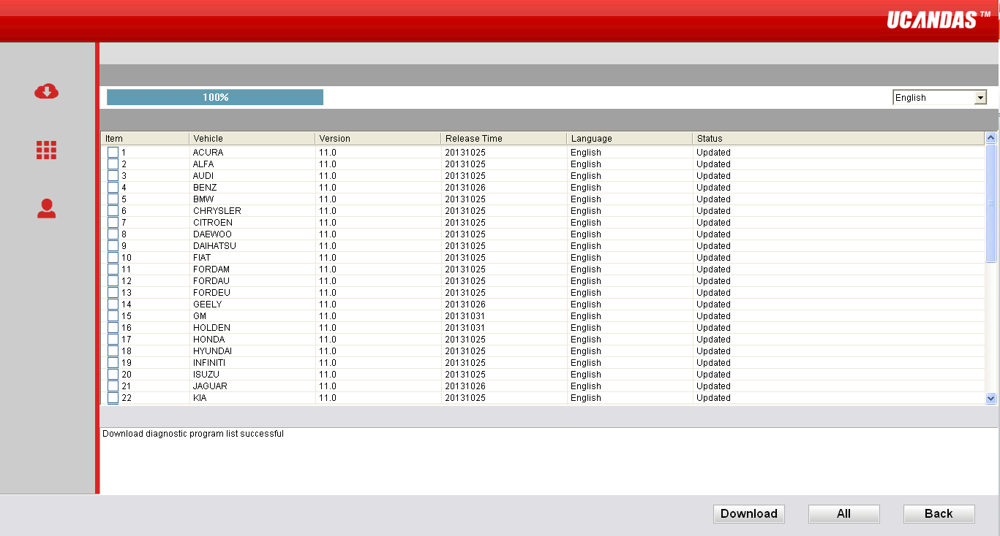 UCANDAS™
100%
English
Item Vehicle Version Release Time Language Status
1 ACURA 11.0 20131025 English Updated
2 ALFA 11.0 20131025 English Updated
3 AUDI 11.0 20131025 English Updated
4 BENZ 11.0 20131026 English Updated
5 BMW 11.0 20131025 English Updated
6 CHRYSLER 11.0 20131025 English Updated
7 CITROEN 11.0 20131025 English Updated
8 DAEWOO 11.0 20131025 English Updated
9 DAIHATSU 11.0 20131025 English Updated
10 FIAT 11.0 20131025 English Updated
11 FORDAM 11.0 20131025 English Updated
12 FORDAU 11.0 20131025 English Updated
13 FORDEU 11.0 20131025 English Updated
14 GEELY 11.0 20131026 English Updated
15 GM 11.0 20131031 English Updated
16 HOLDEN 11.0 20131031 English Updated
17 HONDA 11.0 20131025 English Updated
18 HYUNDAI 11.0 20131025 English Updated
19 INFINITI 11.0 20131025 English Updated
20 ISUZU 11.0 20131025 English Updated
21 JAGUAR 11.0 20131026 English Updated
22 KIA 11.0 20131025 English Updated
Download diagnostic program list successful
Download All Back